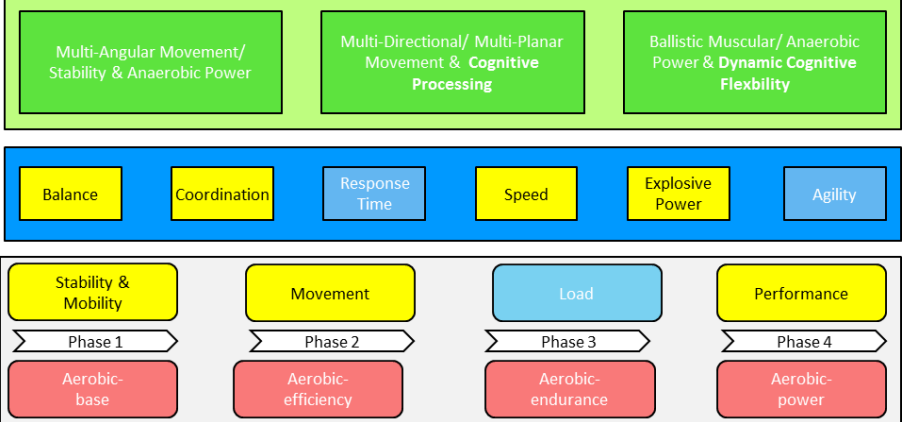 Multi-Angular Movement/
Stability & Anaerobic Power
Multi-Directional/ Multi-Planar
Movement & Cognitive
Processing
Ballistic Muscular/ Anaerobic
Power & Dynamic Cognitive
Flexbility
Balance
Coordination
Response
Time
Speed
Explosive
Power
Agility
Stability &
Mobility
Movement
Load
Performance
Phase 1
Phase 2
Phase 3
Phase 4
Aerobic-
base
Aerobic-
efficiency
Aerobic-
endurance
Aerobic-
power